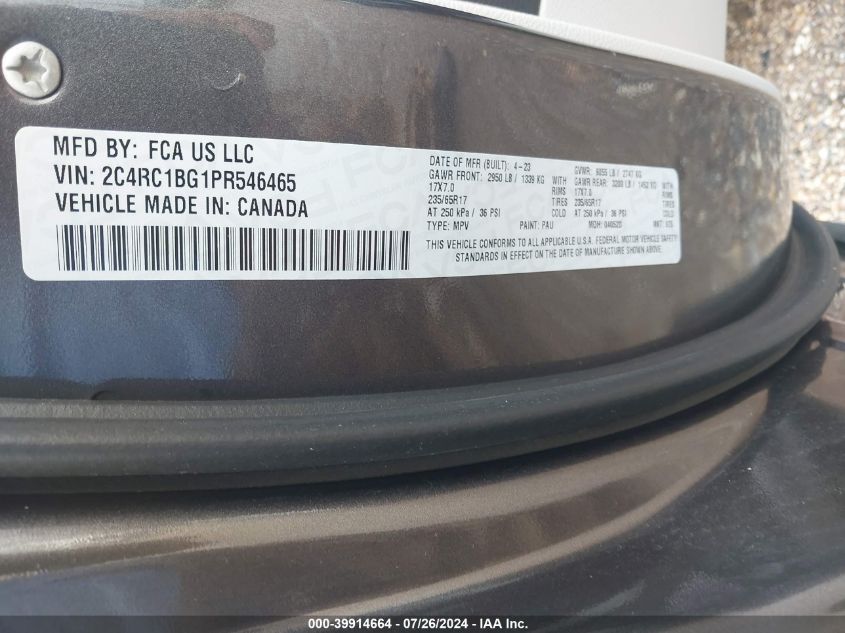 MFD BY: FCA US LLC
VIN: 2C4RC1BG1PR546465
VEHICLE MADE IN: CANADA
DATE OF MFR (BUILT): 4-23
GAWR FRONT: 2950 LB / 1339 KG WITH
17X7.0 RIMS
235/65R17 TIRES
AT 250 kPa / 36 PSI COLD
TYPE: MPV PAINT: PAU
GVWR: 6055 LB / 2747 KG
GAWR REAR: 3200 LB / 1452 KG WITH
17X7.0 RIMS
235/65R17 TIRES
AT 250 kPa / 36 PSI COLD
MDH: 040520
THIS VEHICLE CONFORMS TO ALL APPLICABLE U.S.A. FEDERAL MOTOR VEHICLE SAFETY
STANDARDS IN EFFECT ON THE DATE OF MANUFACTURE SHOWN ABOVE.
000-39914664 - 07/26/2024 - IAA Inc.